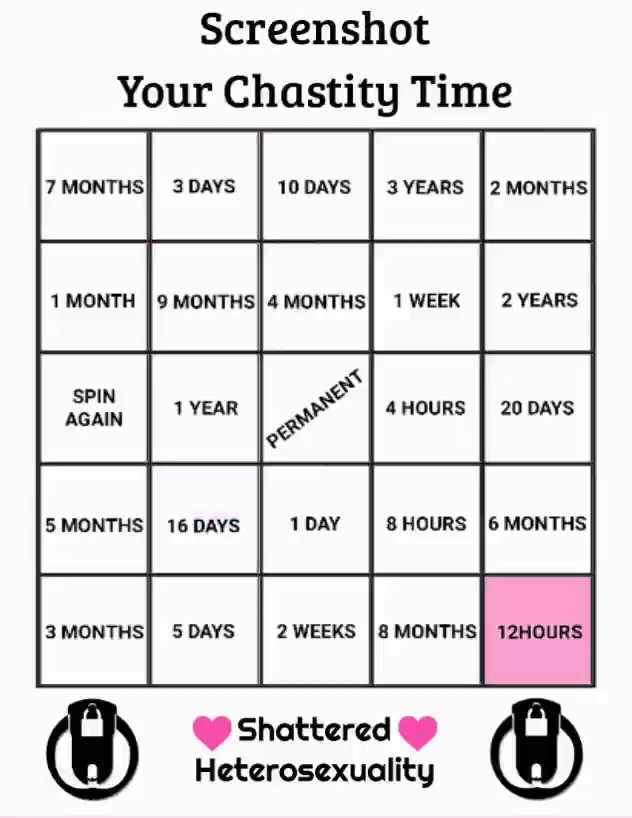 Screenshot
Your Chastity Time
7 MONTHS 3 DAYS 10 DAYS 3 YEARS 2 MONTHS
1 MONTH 9 MONTHS 4 MONTHS 1 WEEK 2 YEARS
SPIN
AGAIN
1 YEAR PERMANENT 4 HOURS 20 DAYS
5 MONTHS 16 DAYS 1 DAY 8 HOURS 6 MONTHS
3 MONTHS 5 DAYS 2 WEEKS 8 MONTHS 12HOURS
Shattered
Heterosexuality